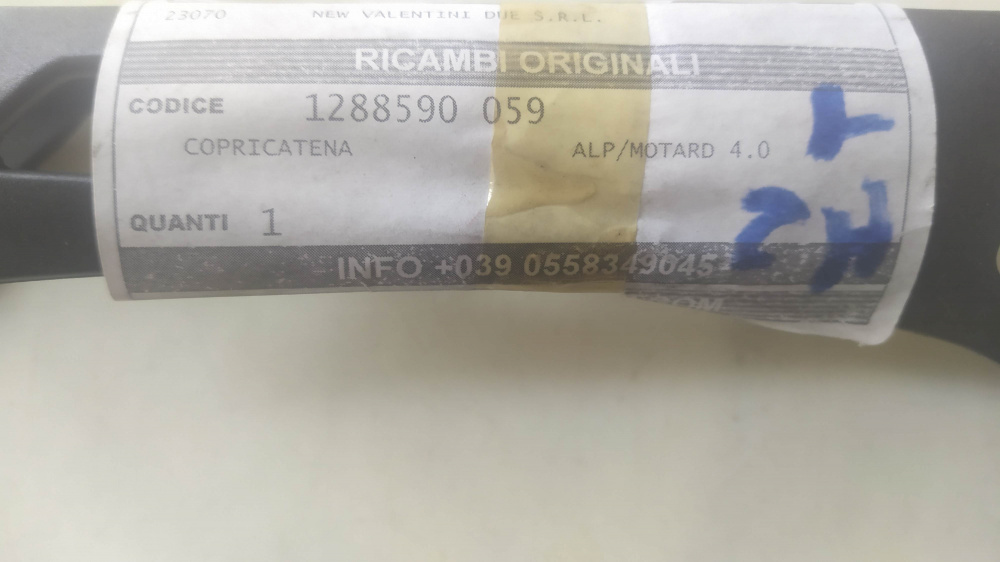 23070 NEW VALENTINI DUE S.R.L.
RICAMBI ORIGINALI
CODICE 1288590 059
COPRICATENA ALP/MOTARD 4.0
QUANTI 1
INFO +039 0558349045